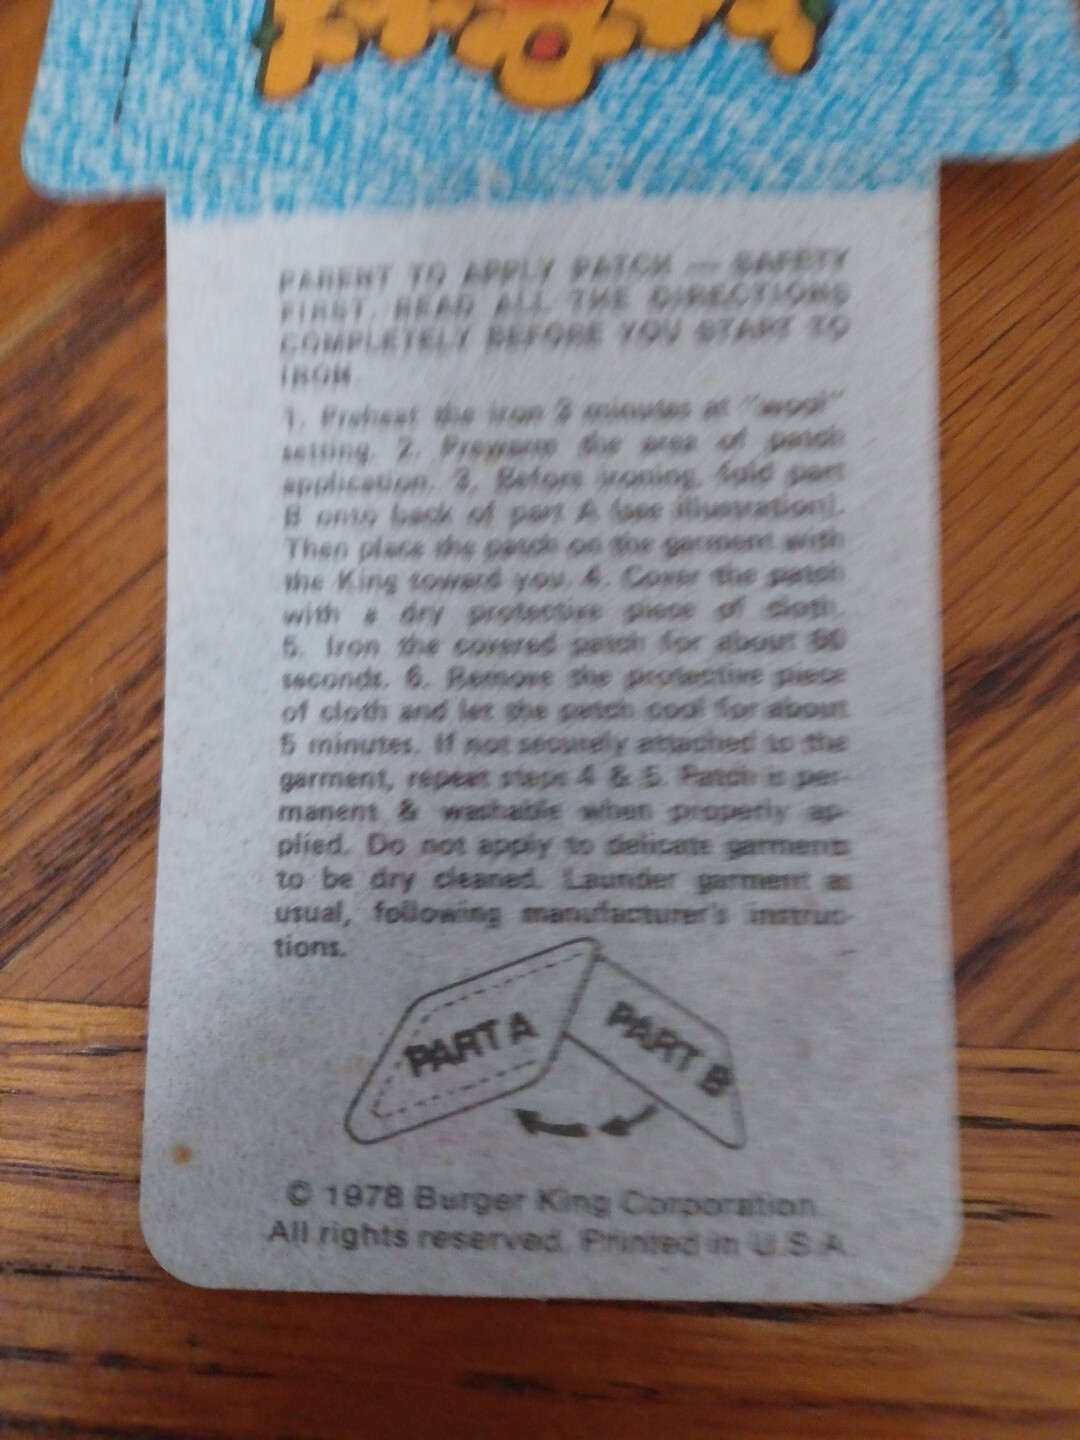 PARENT TO APPLY PATCH — SAFETY
FIRST. READ ALL THE DIRECTIONS
COMPLETELY BEFORE YOU START TO
IRON.
1. Preheat the iron 3 minutes at "wool"
setting. 2. Prewarm the area of patch
application. 3. Before ironing, fold part
B onto back of part A (see illustration).
Then place the patch on the garment with
the King toward you. 4. Cover the patch
with a dry protective piece of cloth.
5. Iron the covered patch for about 60
seconds. 6. Remove the protective piece
of cloth and let the patch cool for about
5 minutes. If not securely attached to the
garment, repeat steps 4 & 5. Patch is per-
manent & washable when properly ap-
plied. Do not apply to delicate garments
to be dry cleaned. Launder garment as
usual, following manufacturer's instruc-
tions.
PART A
PART B
© 1978 Burger King Corporation.
All rights reserved. Printed in U.S.A.